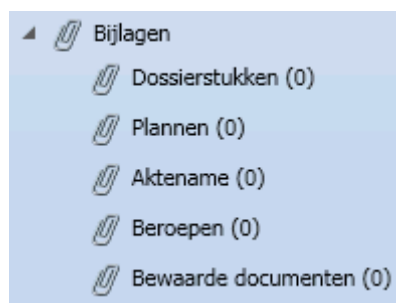 Bijlagen
Dossierstukken (0)
Plannen (0)
Aktename (0)
Beroepen (0)
Bewaarde documenten (0)